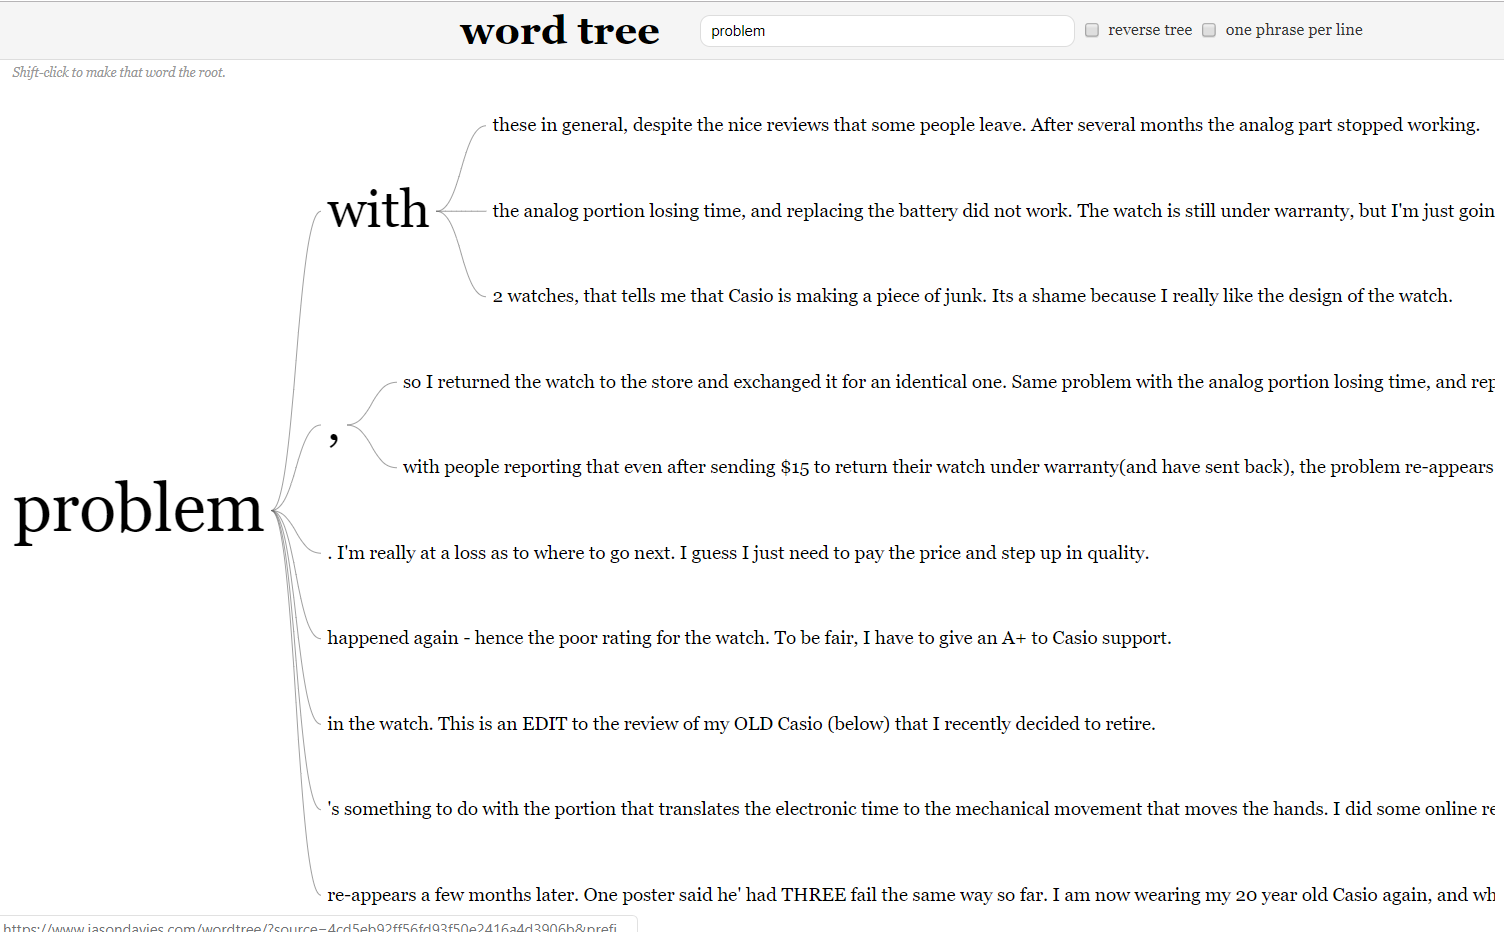 word tree
problem
reverse tree
one phrase per line
Shift-click to make that word the root.
problem
with
these in general, despite the nice reviews that some people leave. After several months the analog part stopped working.
the analog portion losing time, and replacing the battery did not work. The watch is still under warranty, but I'm just goin
2 watches, that tells me that Casio is making a piece of junk. Its a shame because I really like the design of the watch.
,
so I returned the watch to the store and exchanged it for an identical one. Same problem with the analog portion losing time, and rep
with people reporting that even after sending $15 to return their watch under warranty(and have sent back), the problem re-appears
. I'm really at a loss as to where to go next. I guess I just need to pay the price and step up in quality.
happened again - hence the poor rating for the watch. To be fair, I have to give an A+ to Casio support.
in the watch. This is an EDIT to the review of my OLD Casio (below) that I recently decided to retire.
's something to do with the portion that translates the electronic time to the mechanical movement that moves the hands. I did some online re
re-appears a few months later. One poster said he' had THREE fail the same way so far. I am now wearing my 20 year old Casio again, and wh
https://www.jasondavies.com/wordtree/?source=4cd5eb92ff56fd93f50e2416a4d3906b&prefi